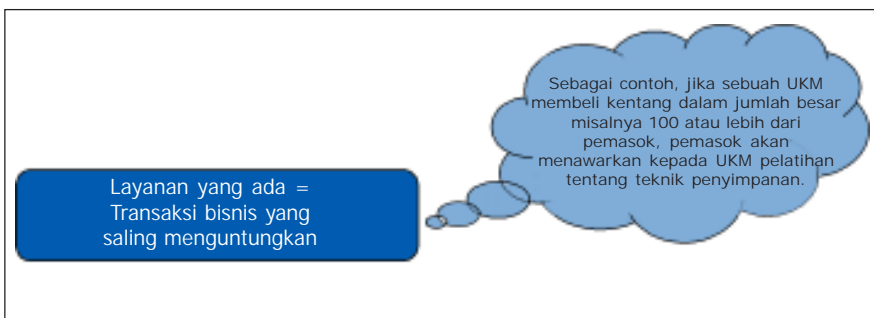 Layanan yang ada =
Transaksi bisnis yang
saling menguntungkan
Sebagai contoh, jika sebuah UKM
membeli kentang dalam jumlah besar
misalnya 100 atau lebih dari
pemasok, pemasok akan
menawarkan kepada UKM pelatihan
tentang teknik penyimpanan.